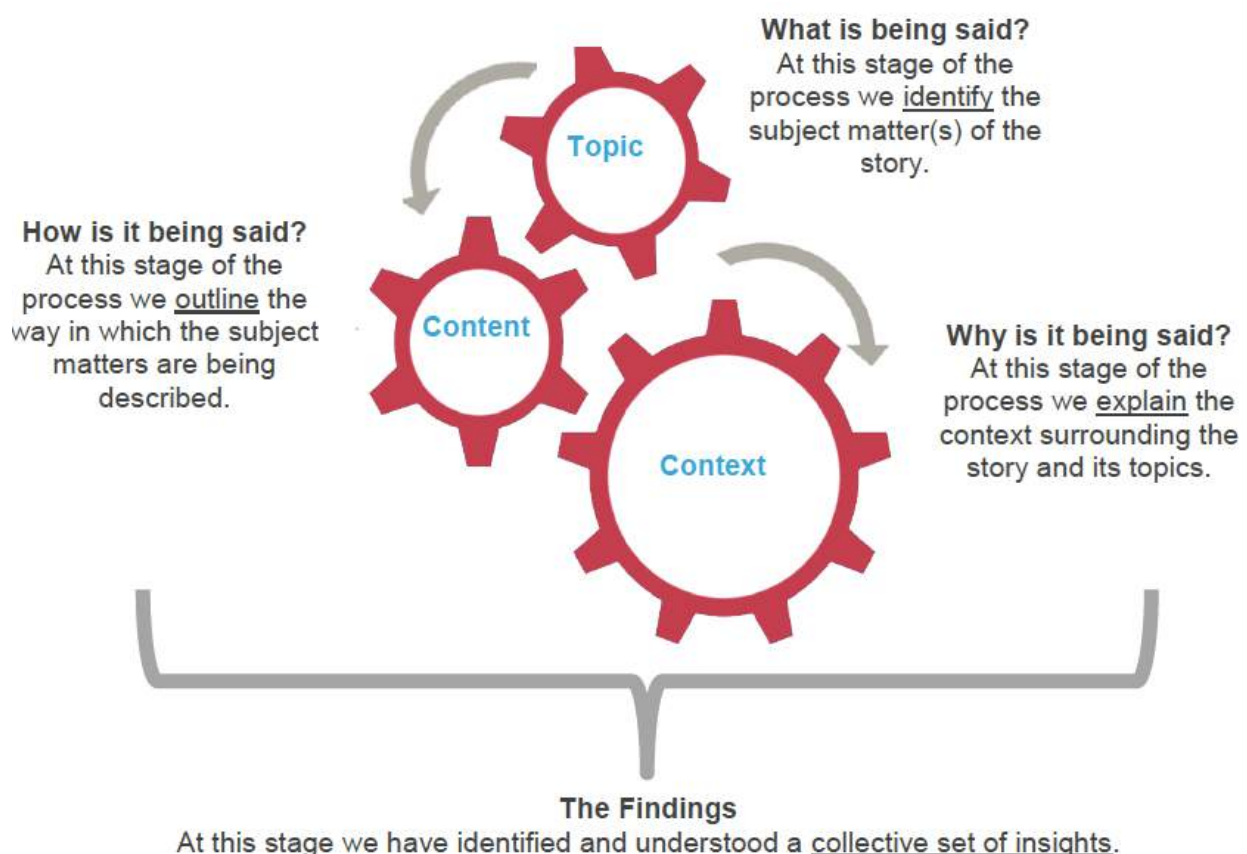 What is being said?
At this stage of the
process we identify the
subject matter(s) of the
story.
Topic
How is it being said?
At this stage of the
process we outline the
way in which the subject
matters are being
described.
Content
Why is it being said?
At this stage of the
process we explain the
context surrounding the
story and its topics.
Context
The Findings
At this stage we have identified and understood a collective set of insights.